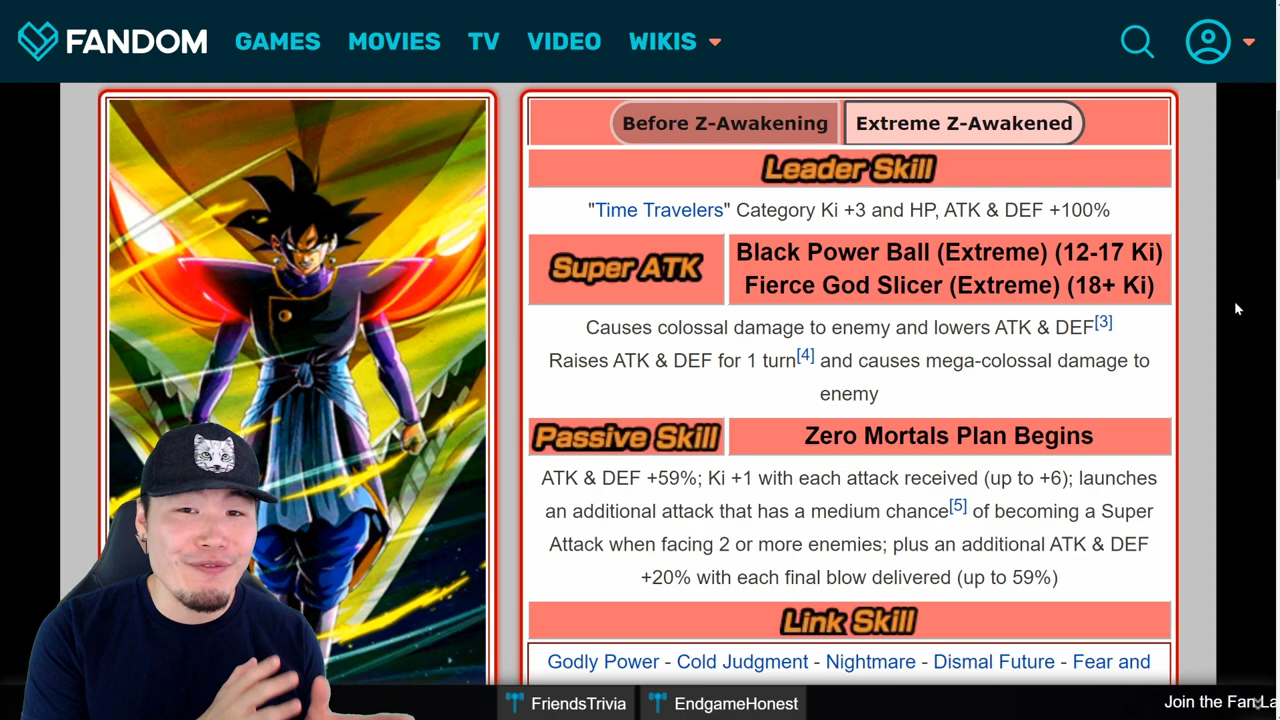 FANDOM GAMES MOVIES TV VIDEO WIKIS
Before Z-Awakening Extreme Z-Awakened
Leader Skill
"Time Travelers" Category Ki +3 and HP, ATK & DEF +100%
Super ATK
Black Power Ball (Extreme) (12-17 Ki)
Fierce God Slicer (Extreme) (18+ Ki)
Causes colossal damage to enemy and lowers ATK & DEF[3]
Raises ATK & DEF for 1 turn[4] and causes mega-colossal damage to
enemy
Passive Skill Zero Mortals Plan Begins
ATK & DEF +59%; Ki +1 with each attack received (up to +6); launches
an additional attack that has a medium chance[5] of becoming a Super
Attack when facing 2 or more enemies; plus an additional ATK & DEF
+20% with each final blow delivered (up to 59%)
Link Skill
Godly Power - Cold Judgment - Nightmare - Dismal Future - Fear and
FriendsTrivia EndgameHonest Join the Fan